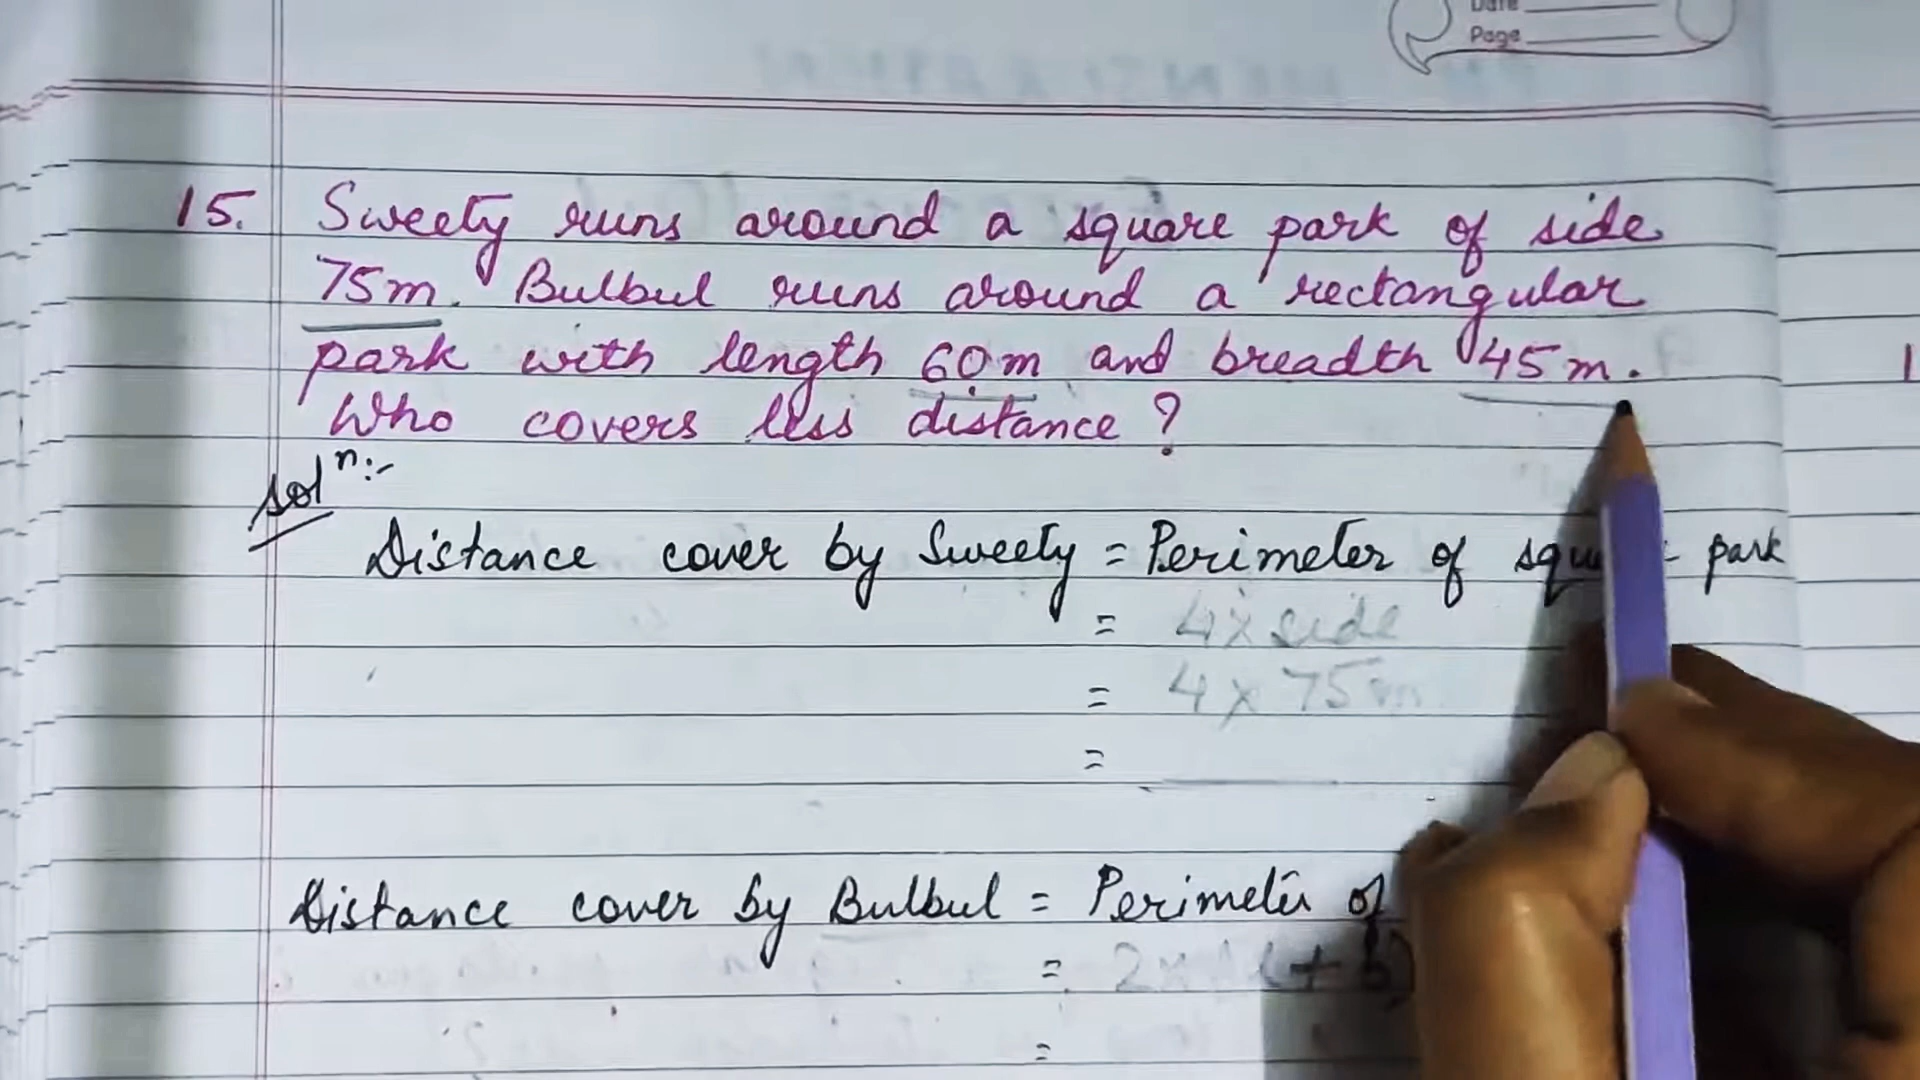 Date
Page
15. Sweety runs around a square park of side
75m. Bulbul runs around a rectangular
park with length 60m and breadth 45m.
Who covers less distance ?
Solⁿ:-
Distance cover by Sweety = Perimeter of square park
= 4 x side
= 4 x 75 m
=
Distance cover by Bulbul = Perimeter of
= 2 x (l + b)
=